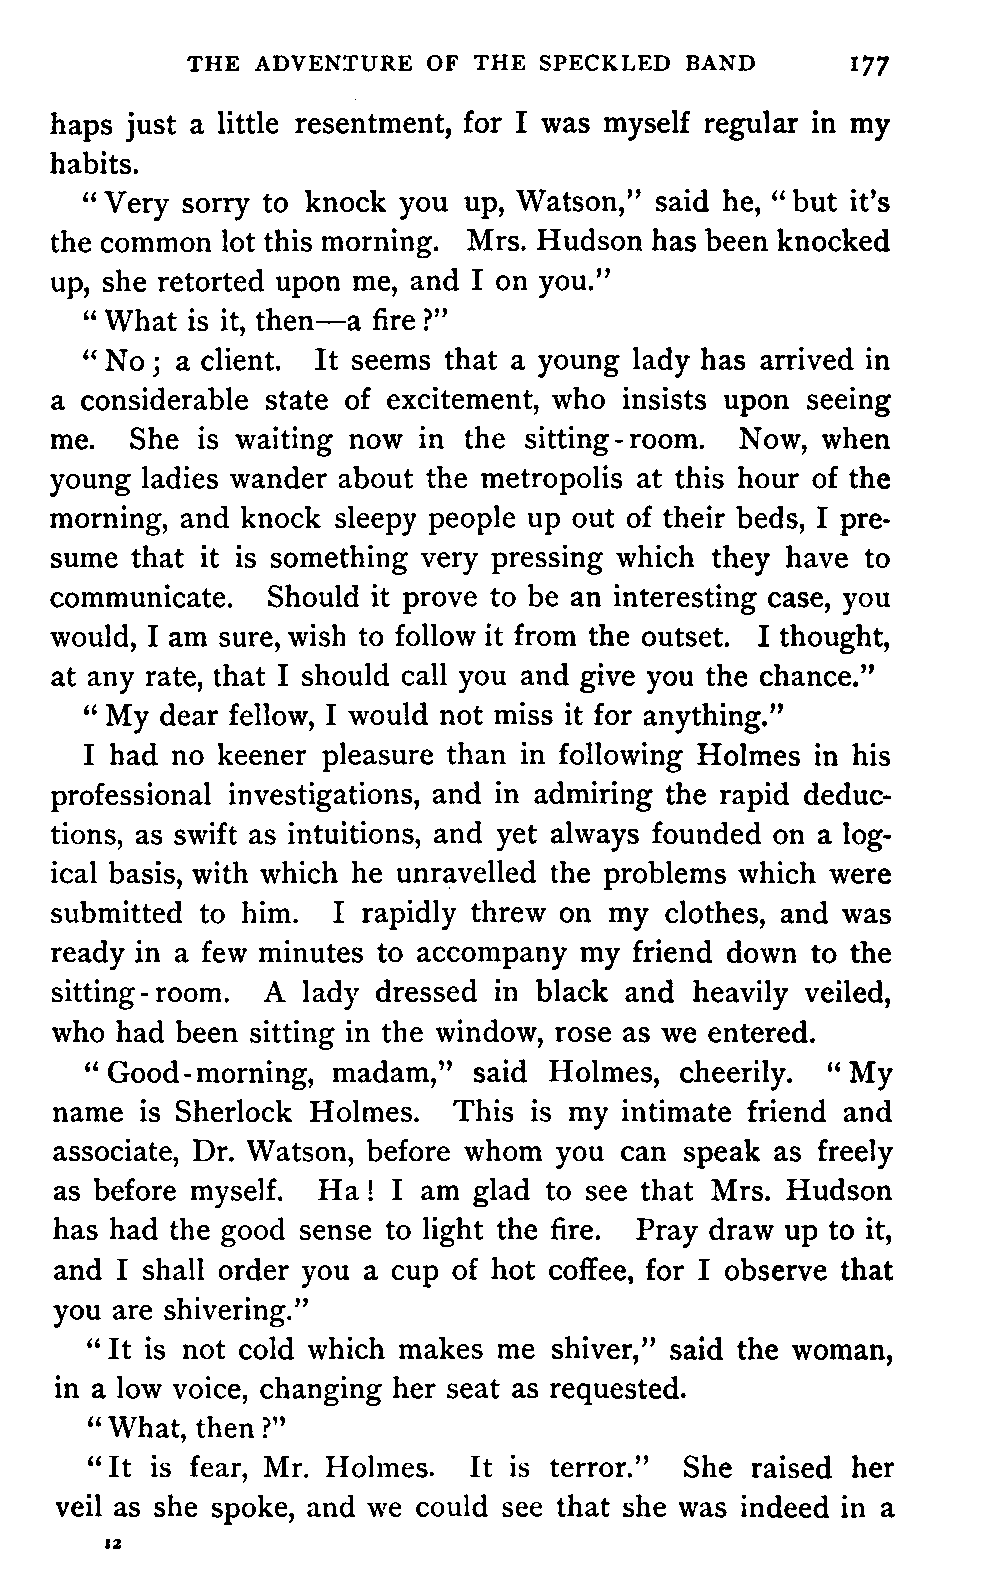 THE ADVENTURE OF THE SPECKLED BAND 177
haps just a little resentment, for I was myself regular in my
habits.
"Very sorry to knock you up, Watson," said he, "but it's
the common lot this morning. Mrs. Hudson has been knocked
up, she retorted upon me, and I on you."
"What is it, then—a fire?"
"No; a client. It seems that a young lady has arrived in
a considerable state of excitement, who insists upon seeing
me. She is waiting now in the sitting-room. Now, when
young ladies wander about the metropolis at this hour of the
morning, and knock sleepy people up out of their beds, I pre-
sume that it is something very pressing which they have to
communicate. Should it prove to be an interesting case, you
would, I am sure, wish to follow it from the outset. I thought,
at any rate, that I should call you and give you the chance."
"My dear fellow, I would not miss it for anything."
I had no keener pleasure than in following Holmes in his
professional investigations, and in admiring the rapid deduc-
tions, as swift as intuitions, and yet always founded on a log-
ical basis, with which he unravelled the problems which were
submitted to him. I rapidly threw on my clothes, and was
ready in a few minutes to accompany my friend down to the
sitting-room. A lady dressed in black and heavily veiled,
who had been sitting in the window, rose as we entered.
"Good-morning, madam," said Holmes, cheerily. "My
name is Sherlock Holmes. This is my intimate friend and
associate, Dr. Watson, before whom you can speak as freely
as before myself. Ha! I am glad to see that Mrs. Hudson
has had the good sense to light the fire. Pray draw up to it,
and I shall order you a cup of hot coffee, for I observe that
you are shivering."
"It is not cold which makes me shiver," said the woman,
in a low voice, changing her seat as requested.
"What, then?"
"It is fear, Mr. Holmes. It is terror." She raised her
veil as she spoke, and we could see that she was indeed in a
12